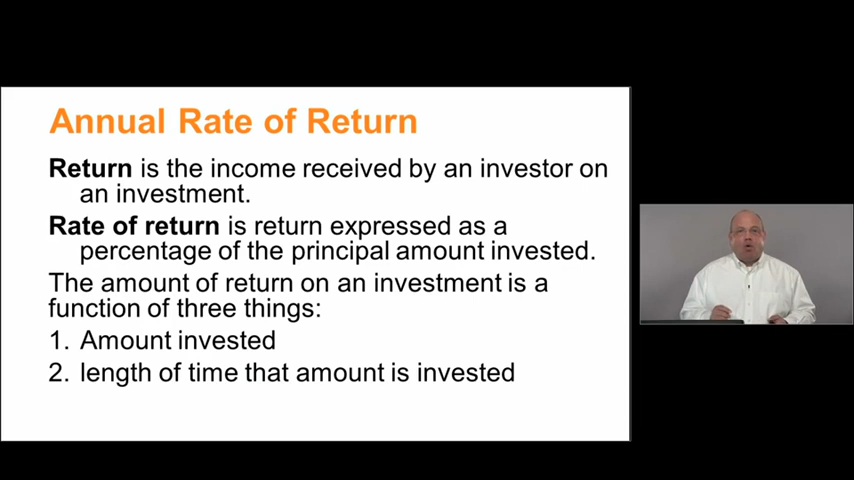 Annual Rate of Return
Return is the income received by an investor on
an investment.
Rate of return is return expressed as a
percentage of the principal amount invested.
The amount of return on an investment is a
function of three things:
1. Amount invested
2. length of time that amount is invested